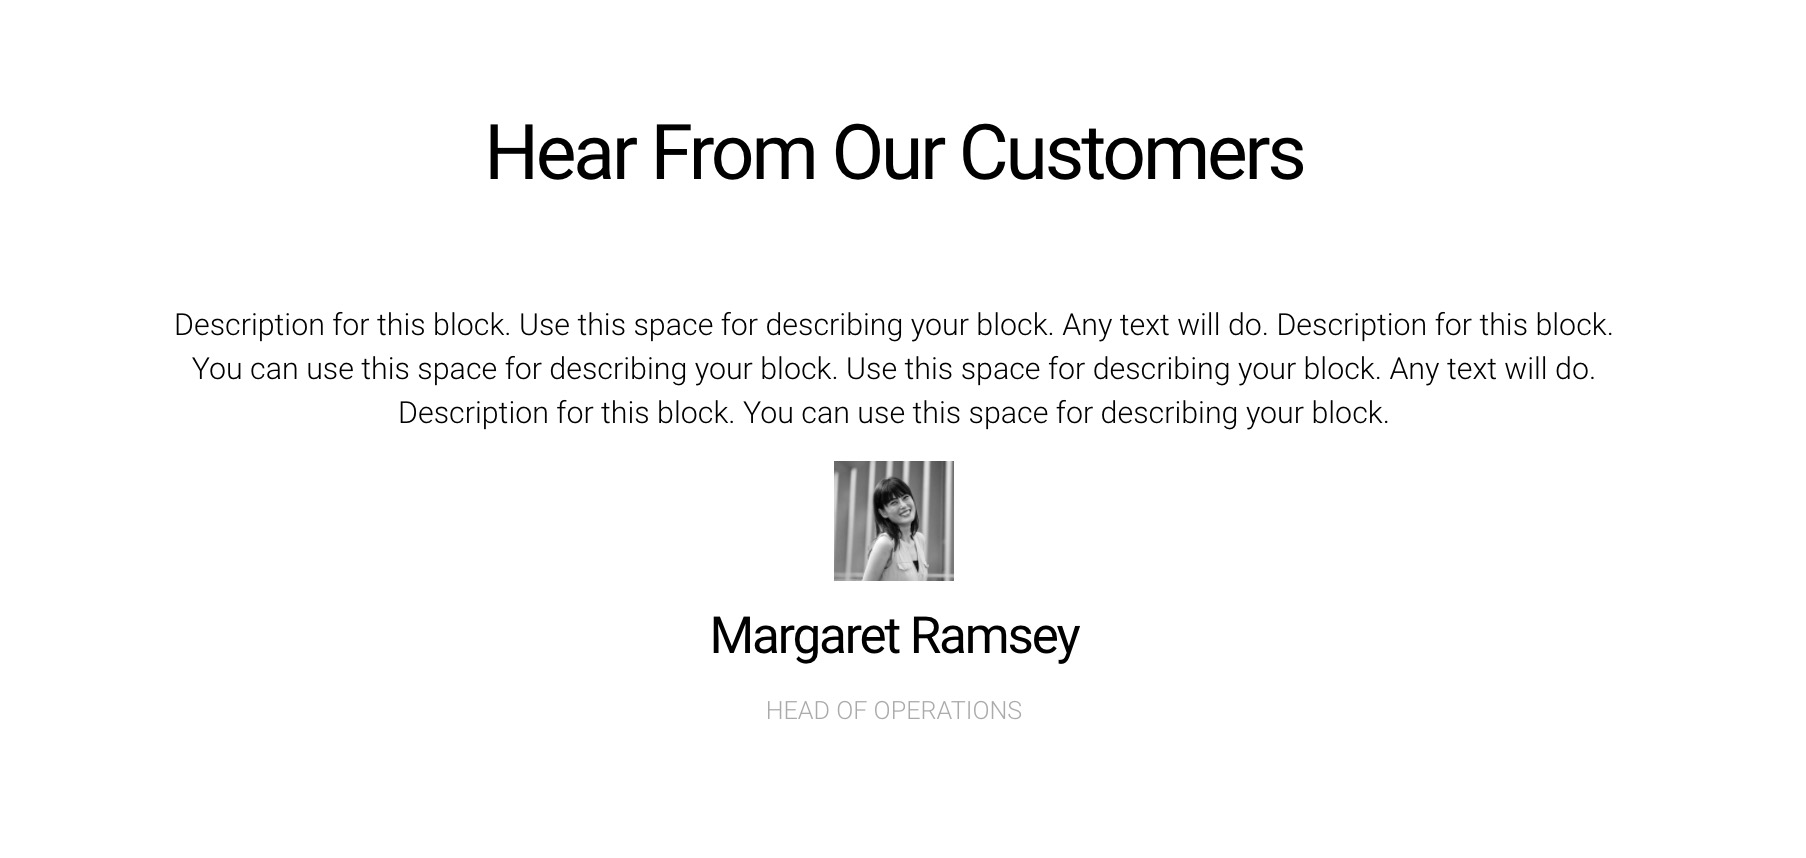 Hear From Our Customers
Description for this block. Use this space for describing your block. Any text will do. Description for this block.
You can use this space for describing your block. Use this space for describing your block. Any text will do.
Description for this block. You can use this space for describing your block.
Margaret Ramsey
HEAD OF OPERATIONS